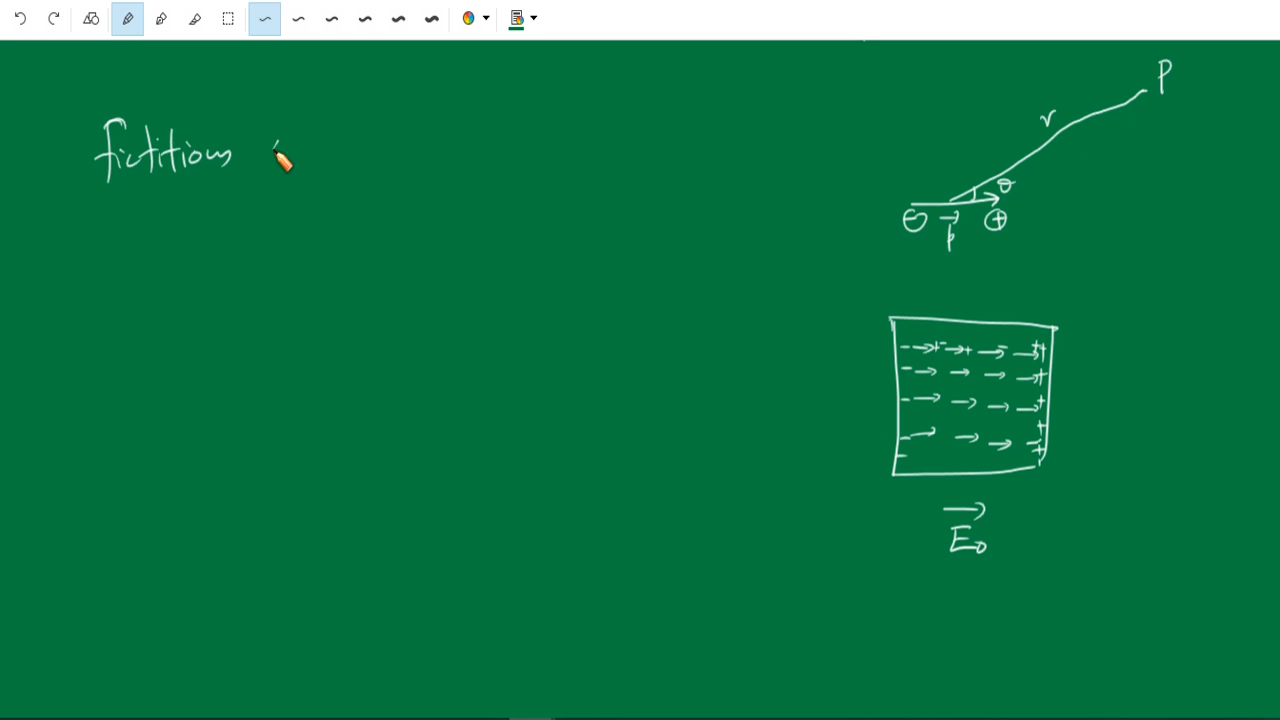 fictitious
P
r
θ
⊖ p⃗ ⊕
- → + - → + → - → + +
- → → → → +
- → → → → +
+
- → → → - +
- +
→
E₀